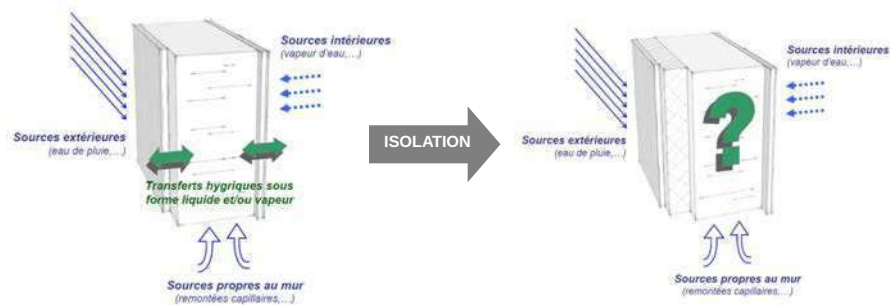 Sources intérieures
(vapeur d'eau,...)
Sources extérieures
(eau de pluie,...)
Transferts hygriques sous
forme liquide et/ou vapeur
Sources propres au mur
(remontées capillaires,...)
ISOLATION
Sources intérieures
(vapeur d'eau,...)
Sources extérieures
(eau de pluie,...)
?
Sources propres au mur
(remontées capillaires,...)